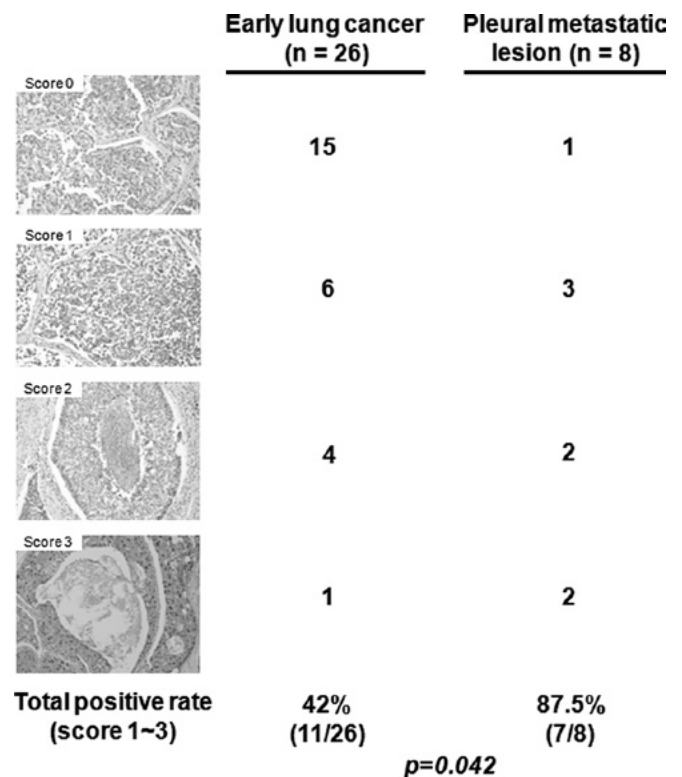 Early lung cancer Pleural metastatic
(n = 26) lesion (n = 8)
Score 0
15 1
Score 1
6 3
Score 2
4 2
Score 3
1 2
Total positive rate 42% 87.5%
(score 1~3) (11/26) (7/8)
p=0.042